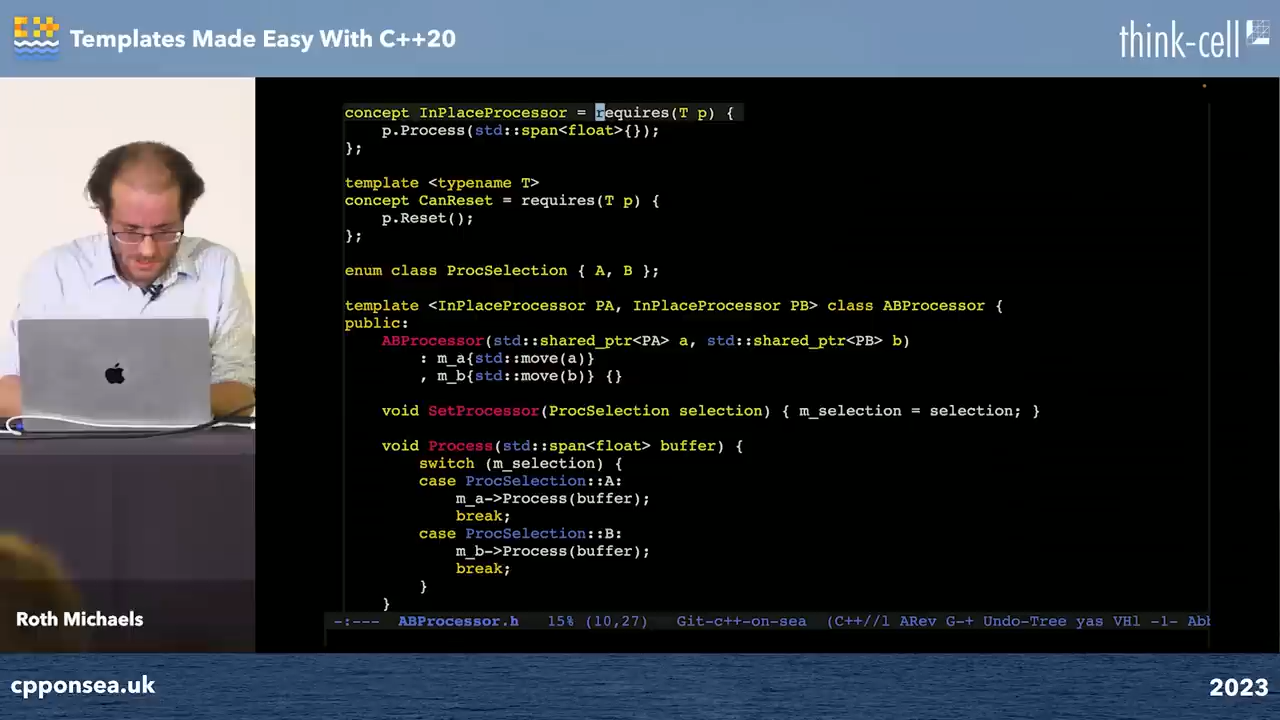 Templates Made Easy With C++20
think-cell
concept InPlaceProcessor = requires(T p) {
    p.Process(std::span<float>{});
};
template <typename T>
concept CanReset = requires(T p) {
    p.Reset();
};
enum class ProcSelection { A, B };
template <InPlaceProcessor PA, InPlaceProcessor PB> class ABProcessor {
public:
    ABProcessor(std::shared_ptr<PA> a, std::shared_ptr<PB> b)
        : m_a{std::move(a)}
        , m_b{std::move(b)} {}
    void SetProcessor(ProcSelection selection) { m_selection = selection; }
    void Process(std::span<float> buffer) {
        switch (m_selection) {
        case ProcSelection::A:
            m_a->Process(buffer);
            break;
        case ProcSelection::B:
            m_b->Process(buffer);
            break;
        }
    }
-:--- ABProcessor.h 15% (10,27) Git-c++-on-sea (C++//l ARev G-+ Undo-Tree yas VHl -1- Abb
Roth Michaels
cpponsea.uk
2023